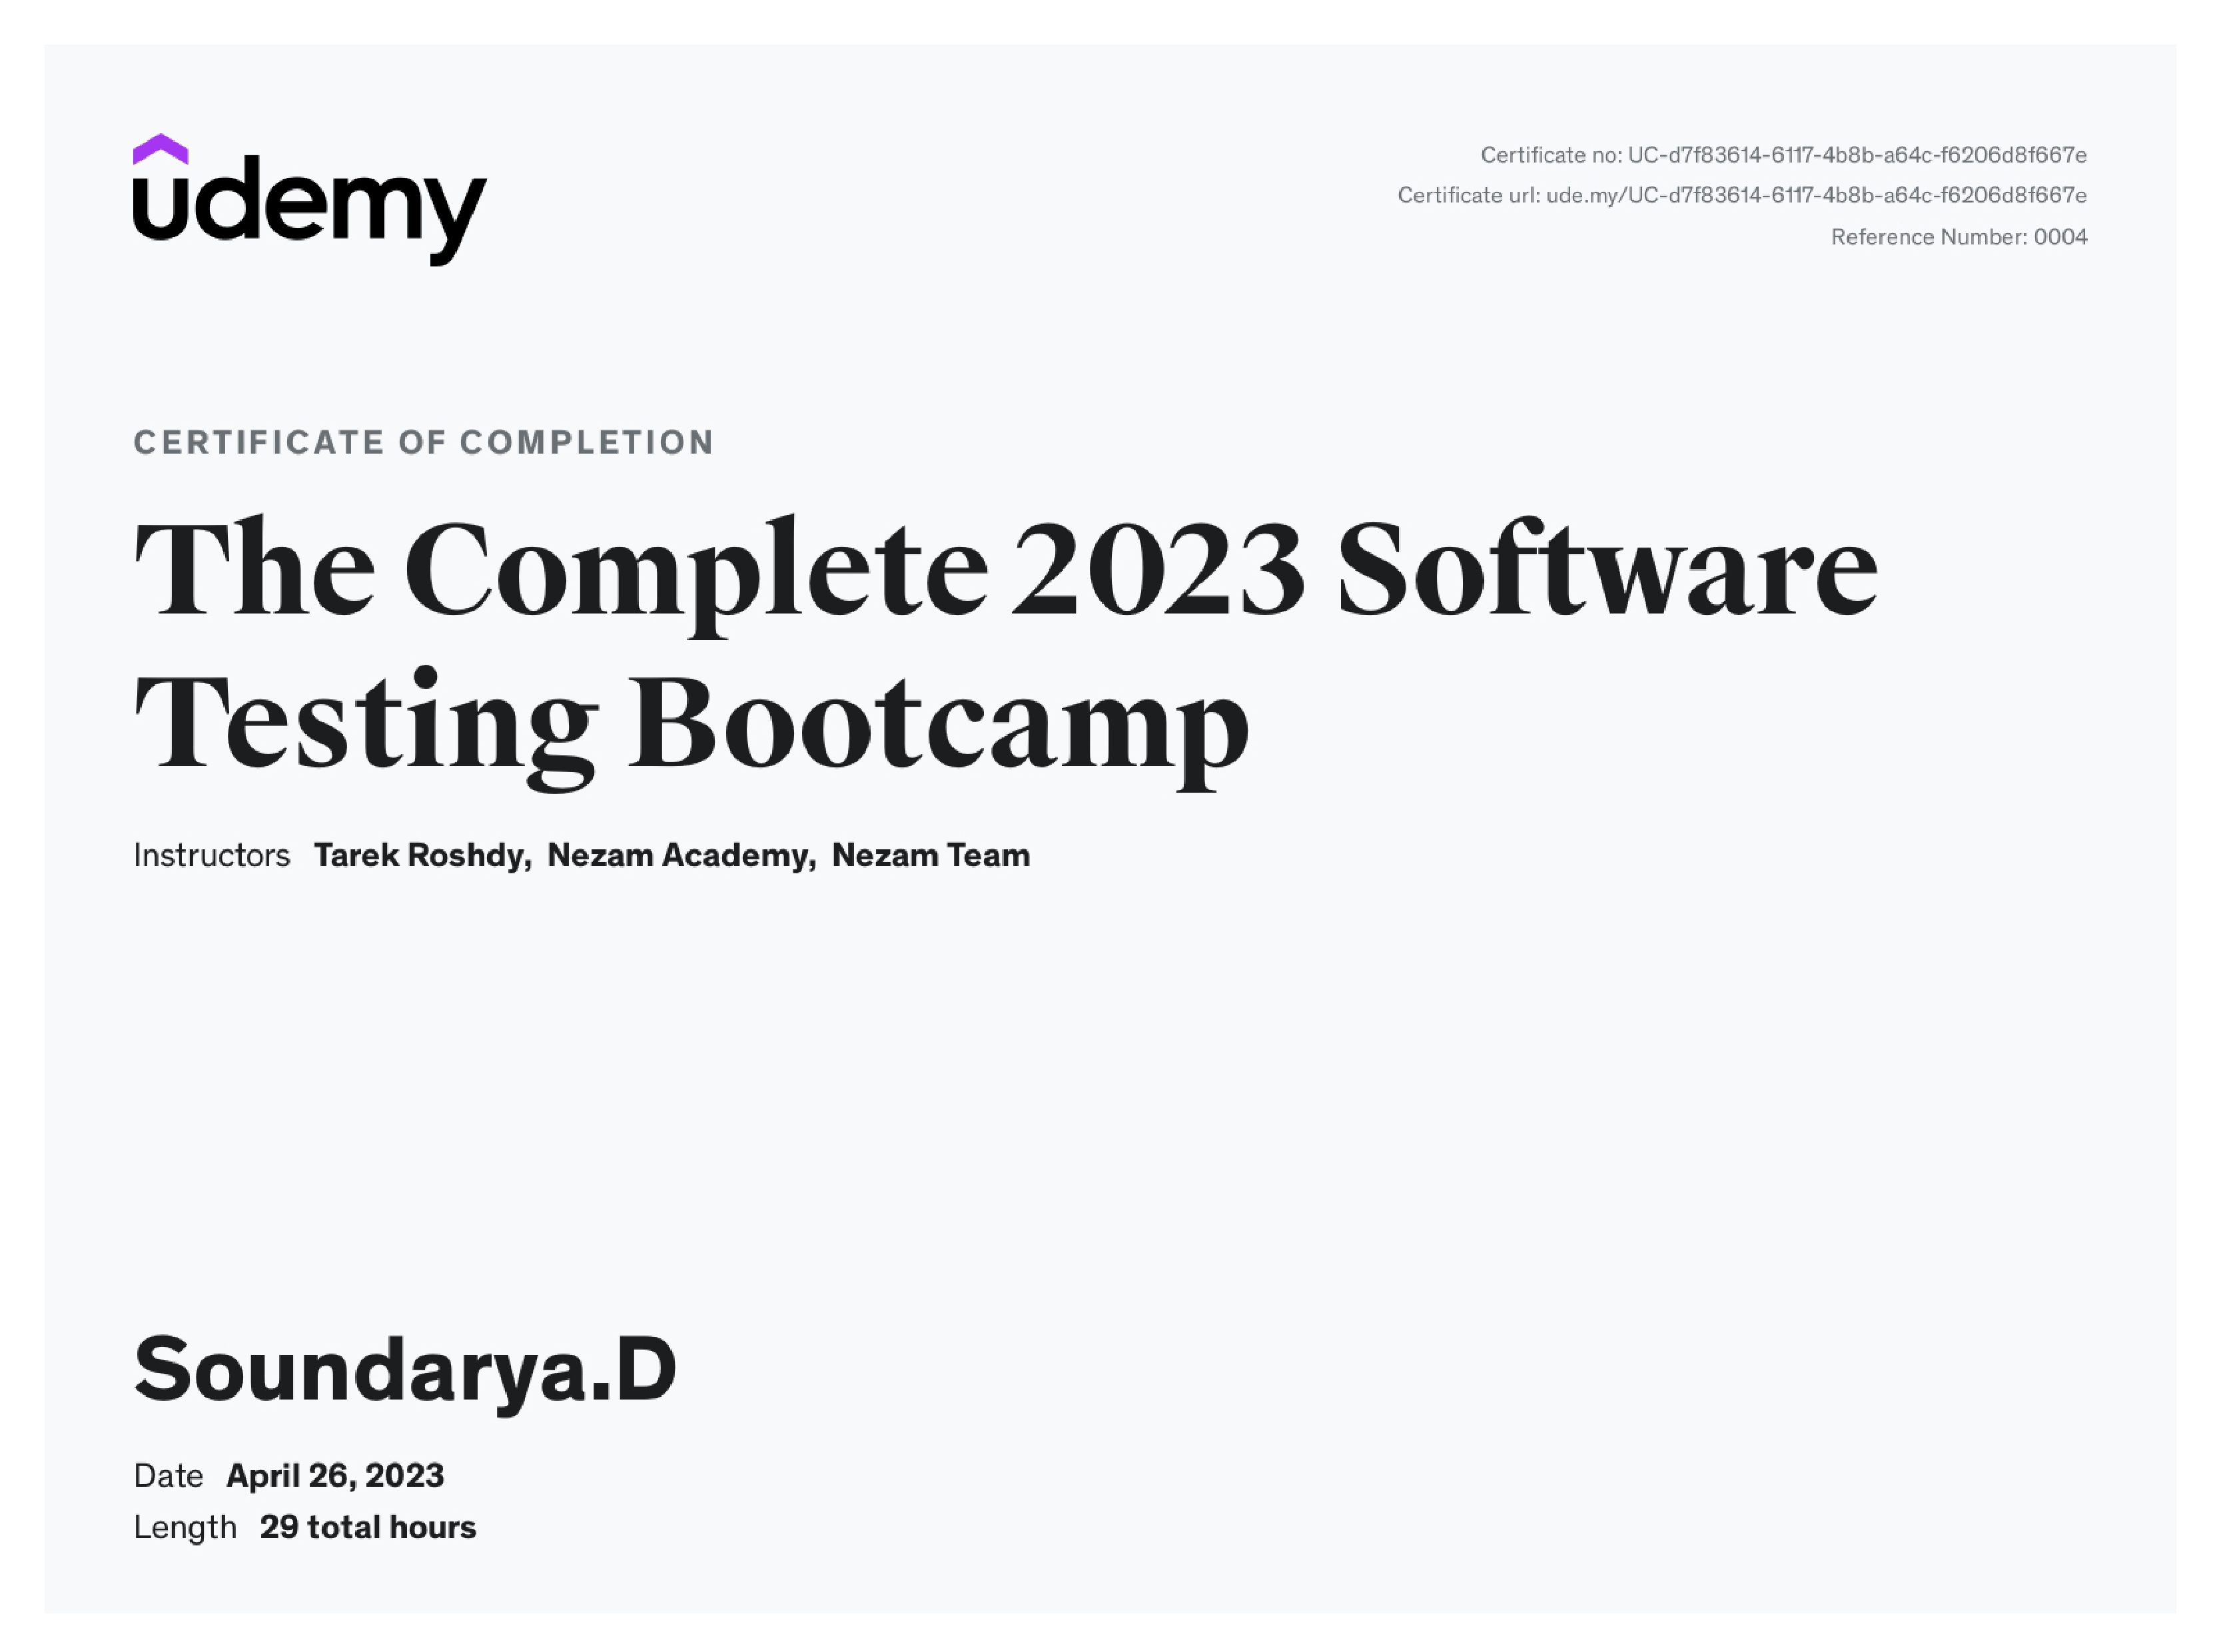 udemy
Certificate no: UC-d7f83614-6117-4b8b-a64c-f6206d8f667e
Certificate url: ude.my/UC-d7f83614-6117-4b8b-a64c-f6206d8f667e
Reference Number: 0004
CERTIFICATE OF COMPLETION
The Complete 2023 Software
Testing Bootcamp
Instructors Tarek Roshdy, Nezam Academy, Nezam Team
Soundarya.D
Date April 26, 2023
Length 29 total hours